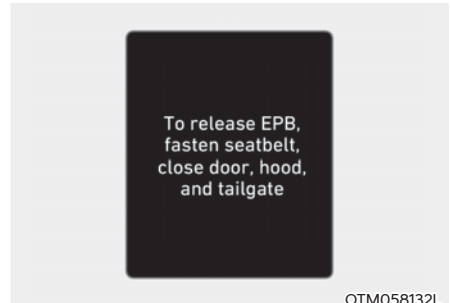 To release EPB,
fasten seatbelt,
close door, hood,
and tailgate
OTM058132L